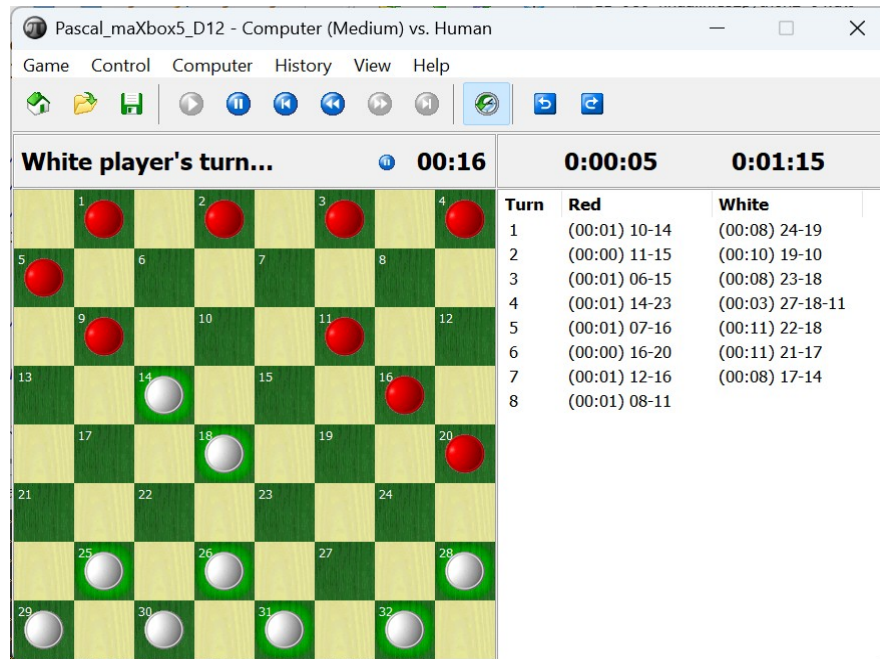 Pascal_maXbox5_D12 - Computer (Medium) vs. Human
Game Control Computer History View Help
White player's turn... 00:16 0:00:05 0:01:15
Turn Red White
1 (00:01) 10-14 (00:08) 24-19
2 (00:00) 11-15 (00:10) 19-10
3 (00:01) 06-15 (00:08) 23-18
4 (00:01) 14-23 (00:03) 27-18-11
5 (00:01) 07-16 (00:11) 22-18
6 (00:00) 16-20 (00:11) 21-17
7 (00:01) 12-16 (00:08) 17-14
8 (00:01) 08-11
1 2 3 4
5 6 7 8
9 10 11 12
13 14 15 16
17 18 19 20
21 22 23 24
25 26 27 28
29 30 31 32